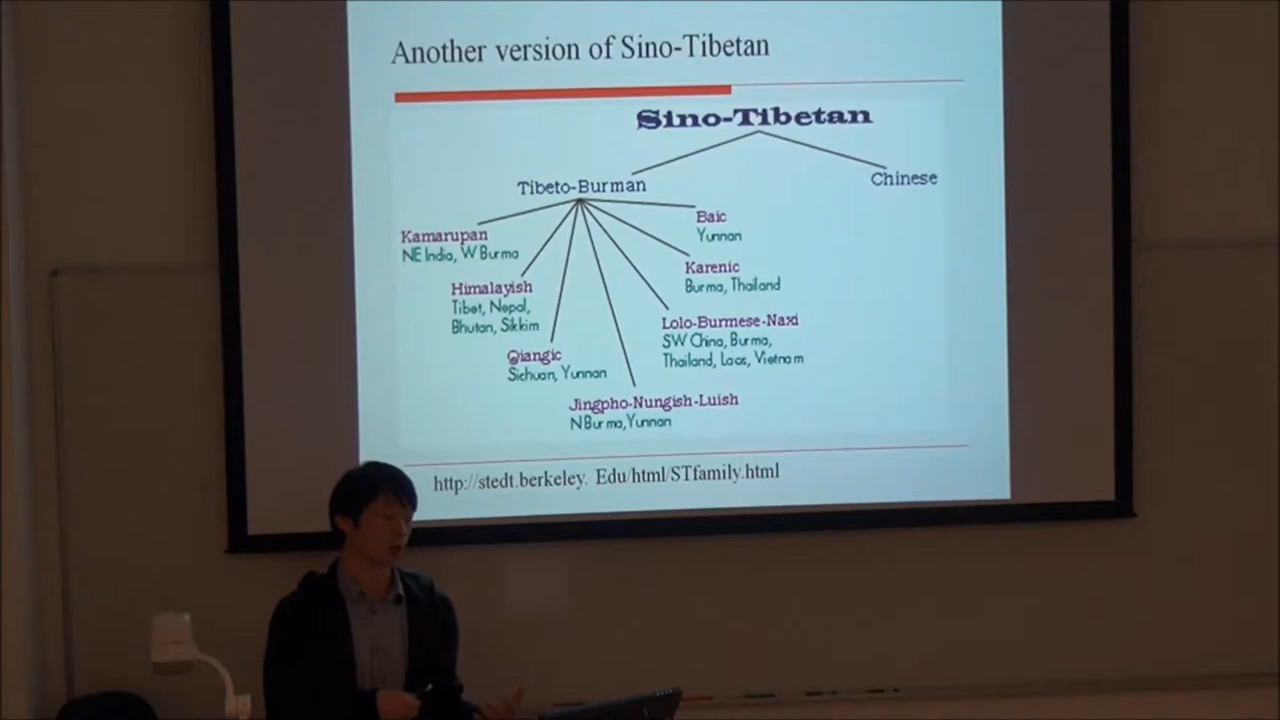 Another version of Sino-Tibetan
Sino-Tibetan
Tibeto-Burman
Chinese
Kamarupan
NE India, W Burma
Himalayish
Tibet, Nepal,
Bhutan, Sikkim
Qiangic
Sichuan, Yunnan
Jingpho-Nungish-Luish
N Burma, Yunnan
Lolo-Burmese-Naxi
SW China, Burma,
Thailand, Laos, Vietnam
Karenic
Burma, Thailand
Baic
Yunnan
http://stedt.berkeley. Edu/html/STfamily.html